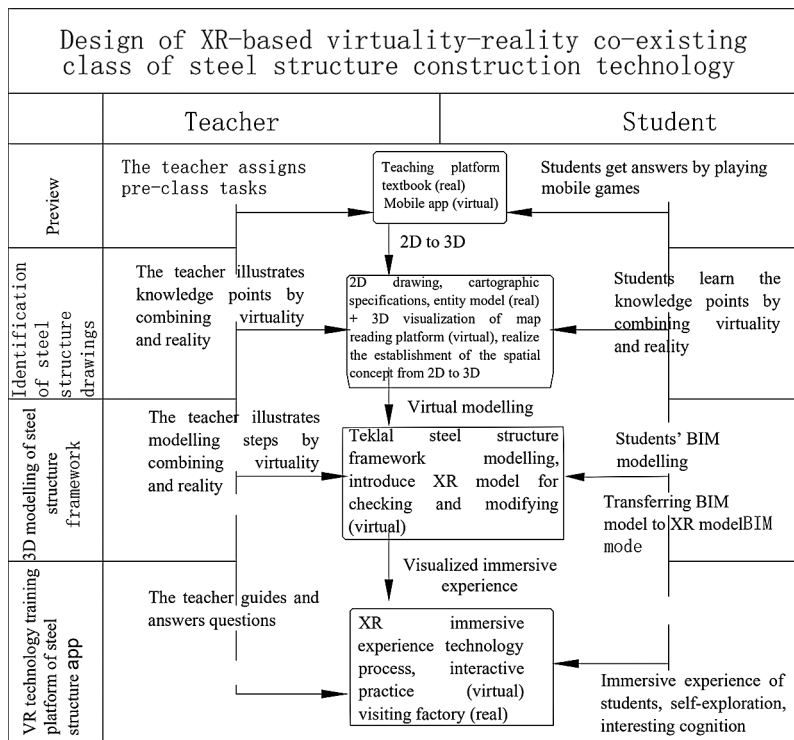 Design of XR-based virtuality-reality co-existing
class of steel structure construction technology
Teacher
Student
Preview
The teacher assigns
pre-class tasks
Teaching platform
textbook (real)
Mobile app (virtual)
Students get answers by playing
mobile games
2D to 3D
Identification
of steel
structure
drawings
The teacher illustrates
knowledge points by
combining virtuality
and reality
2D drawing, cartographic
specifications, entity model (real)
+ 3D visualization of map
reading platform (virtual), realize
the establishment of the spatial
concept from 2D to 3D
Students learn the
knowledge points by
combining virtuality
and reality
Virtual modelling
3D modelling of steel
structure
framework
The teacher illustrates
modelling steps by
combining virtuality
and reality
Teklal steel structure
framework modelling,
introduce XR model for
checking and modifying
(virtual)
Students' BIM
modelling
Transferring BIM
model to XR modelBIM
mode
Visualized immersive
experience
VR technology training
platform of steel
structure app
The teacher guides and
answers questions
XR immersive
experience technology
process, interactive
practice (virtual)
visiting factory (real)
Immersive experience of
students, self-exploration,
interesting cognition